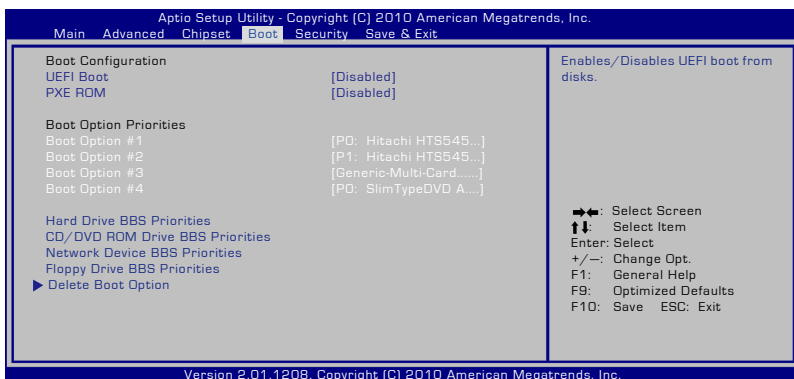 Aptio Setup Utility - Copyright (C) 2010 American Megatrends, Inc.
Main Advanced Chipset Boot Security Save & Exit
Boot Configuration
UEFI Boot [Disabled]
PXE ROM [Disabled]
Boot Option Priorities
Boot Option #1 [P0: Hitachi HTS545...]
Boot Option #2 [P1: Hitachi HTS545...]
Boot Option #3 [Generic-Multi-Card......]
Boot Option #4 [P0: SlimTypeDVD A....]
Hard Drive BBS Priorities
CD/DVD ROM Drive BBS Priorities
Network Device BBS Priorities
Floppy Drive BBS Priorities
Delete Boot Option
Enables/Disables UEFI boot from
disks.
➡⬅: Select Screen
⬆⬇: Select Item
Enter: Select
+/—: Change Opt.
F1: General Help
F9: Optimized Defaults
F10: Save ESC: Exit
Version 2.01.1208. Copyright (C) 2010 American Megatrends, Inc.